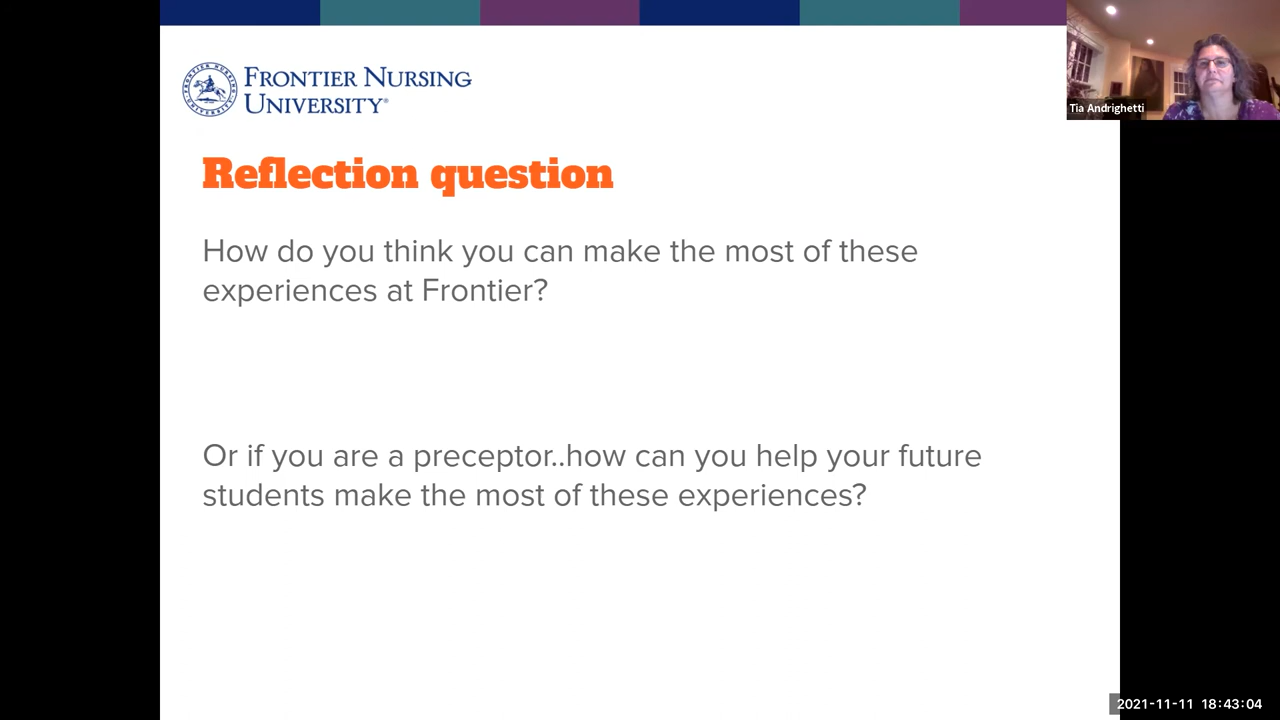 FRONTIER NURSING
UNIVERSITY®
Tia Andrighetti
Reflection question
How do you think you can make the most of these
experiences at Frontier?
Or if you are a preceptor..how can you help your future
students make the most of these experiences?
2021-11-11 18:43:04